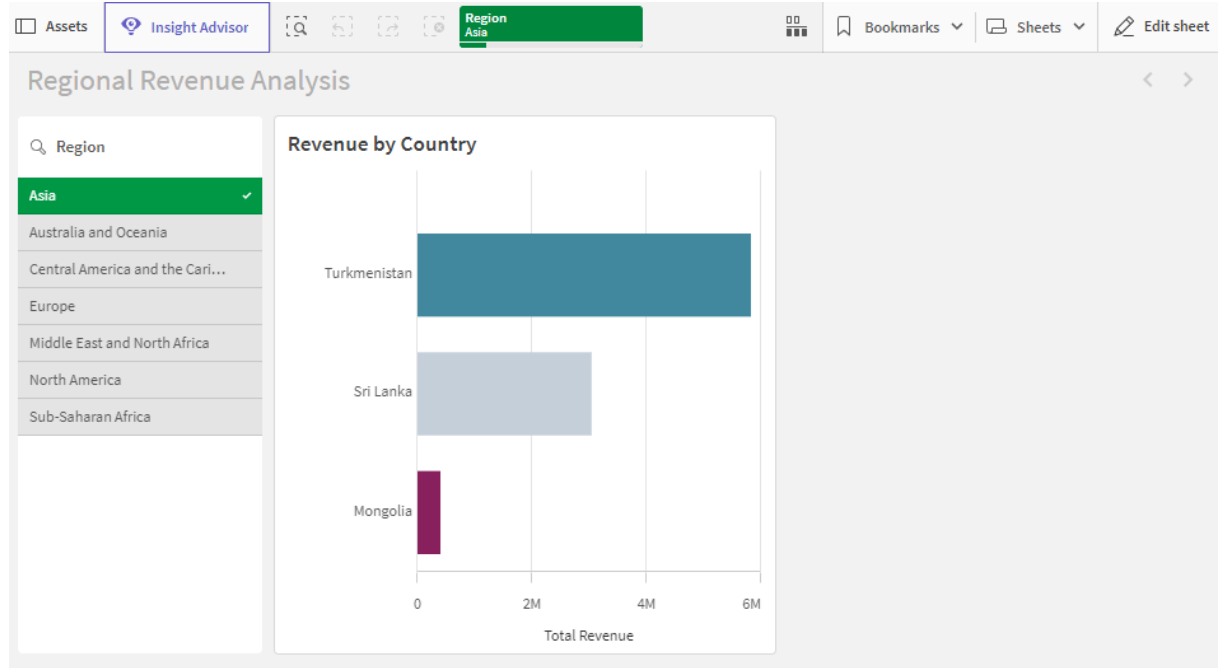 Assets
Insight Advisor
Region
Asia
Bookmarks
Sheets
Edit sheet
Regional Revenue Analysis
Region
Asia
Australia and Oceania
Central America and the Cari...
Europe
Middle East and North Africa
North America
Sub-Saharan Africa
Revenue by Country
Turkmenistan
Sri Lanka
Mongolia
0 2M 4M 6M
Total Revenue